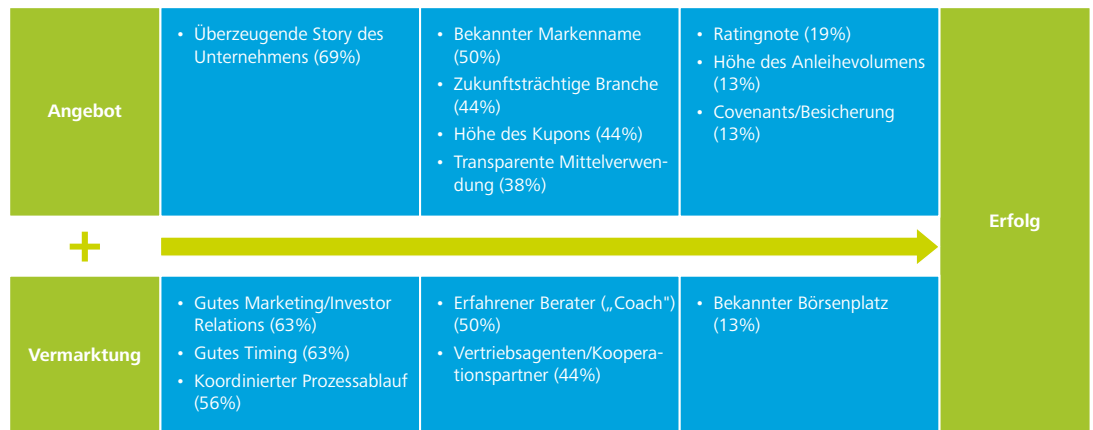 Angebot
• Überzeugende Story des
Unternehmens (69%)
• Bekannter Markenname
(50%)
• Zukunftsträchtige Branche
(44%)
• Höhe des Kupons (44%)
• Transparente Mittelverwen-
dung (38%)
• Ratingnote (19%)
• Höhe des Anleihevolumens
(13%)
• Covenants/Besicherung
(13%)
Erfolg
+
Vermarktung
• Gutes Marketing/Investor
Relations (63%)
• Gutes Timing (63%)
• Koordinierter Prozessablauf
(56%)
• Erfahrener Berater („Coach")
(50%)
• Vertriebsagenten/Koopera-
tionspartner (44%)
• Bekannter Börsenplatz
(13%)